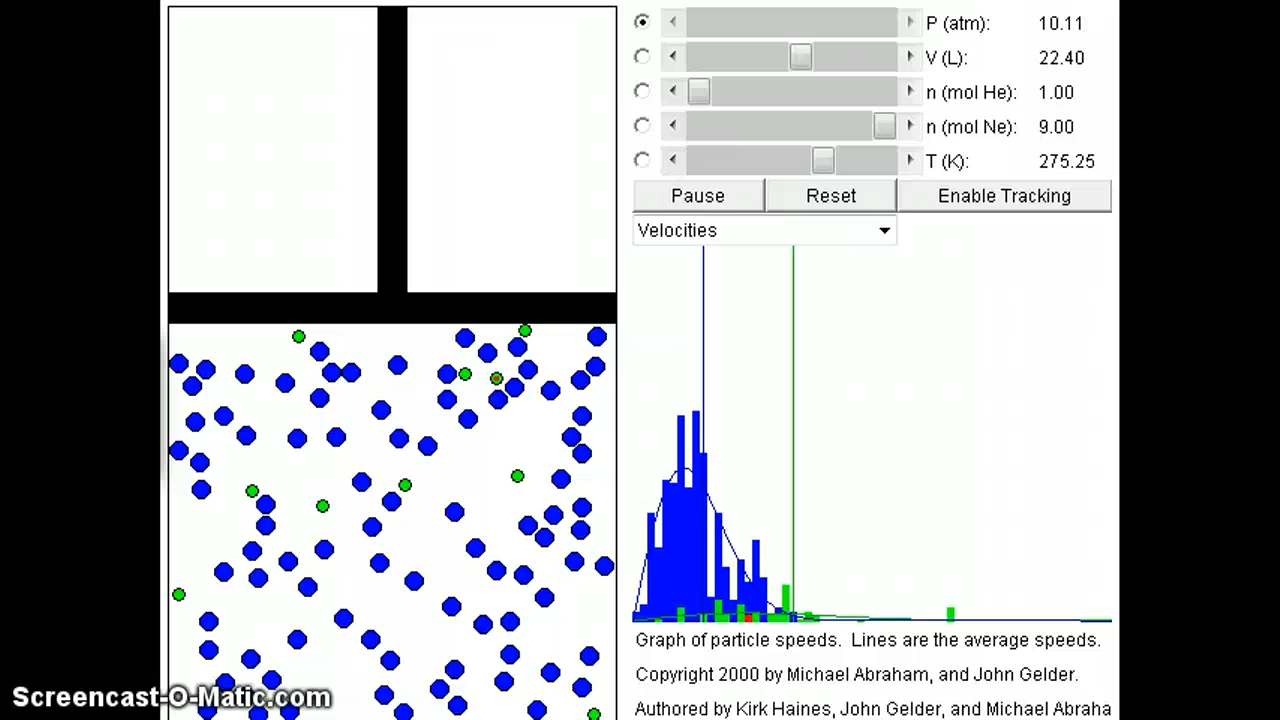 P (atm): 10.11
V (L): 22.40
n (mol He): 1.00
n (mol Ne): 9.00
T (K): 275.25
Pause Reset Enable Tracking
Velocities
Graph of particle speeds. Lines are the average speeds.
Copyright 2000 by Michael Abraham, and John Gelder.
Authored by Kirk Haines, John Gelder, and Michael Abraha
Screencast-O-Matic.com